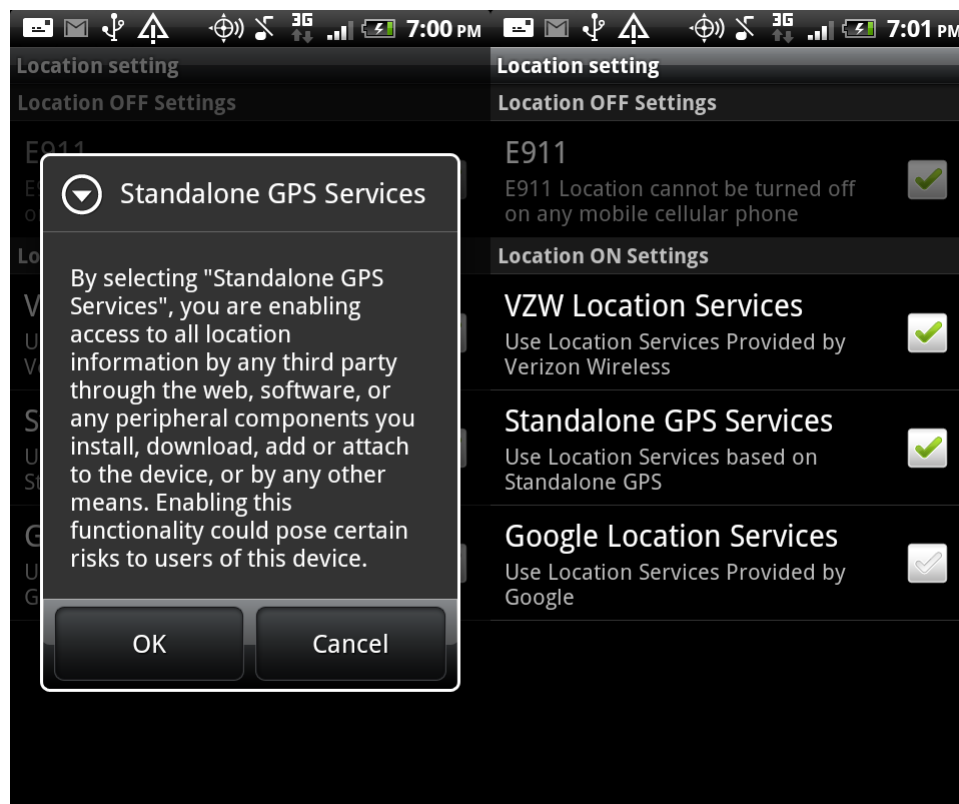 3G
7:00 PM
Location setting
Location OFF Settings
E911
Standalone GPS Services
By selecting "Standalone GPS
Services", you are enabling
access to all location
information by any third party
through the web, software, or
any peripheral components you
install, download, add or attach
to the device, or by any other
means. Enabling this
functionality could pose certain
risks to users of this device.
OK
Cancel
3G
7:01 PM
Location setting
Location OFF Settings
E911
E911 Location cannot be turned off
on any mobile cellular phone
Location ON Settings
VZW Location Services
Use Location Services Provided by
Verizon Wireless
Standalone GPS Services
Use Location Services based on
Standalone GPS
Google Location Services
Use Location Services Provided by
Google